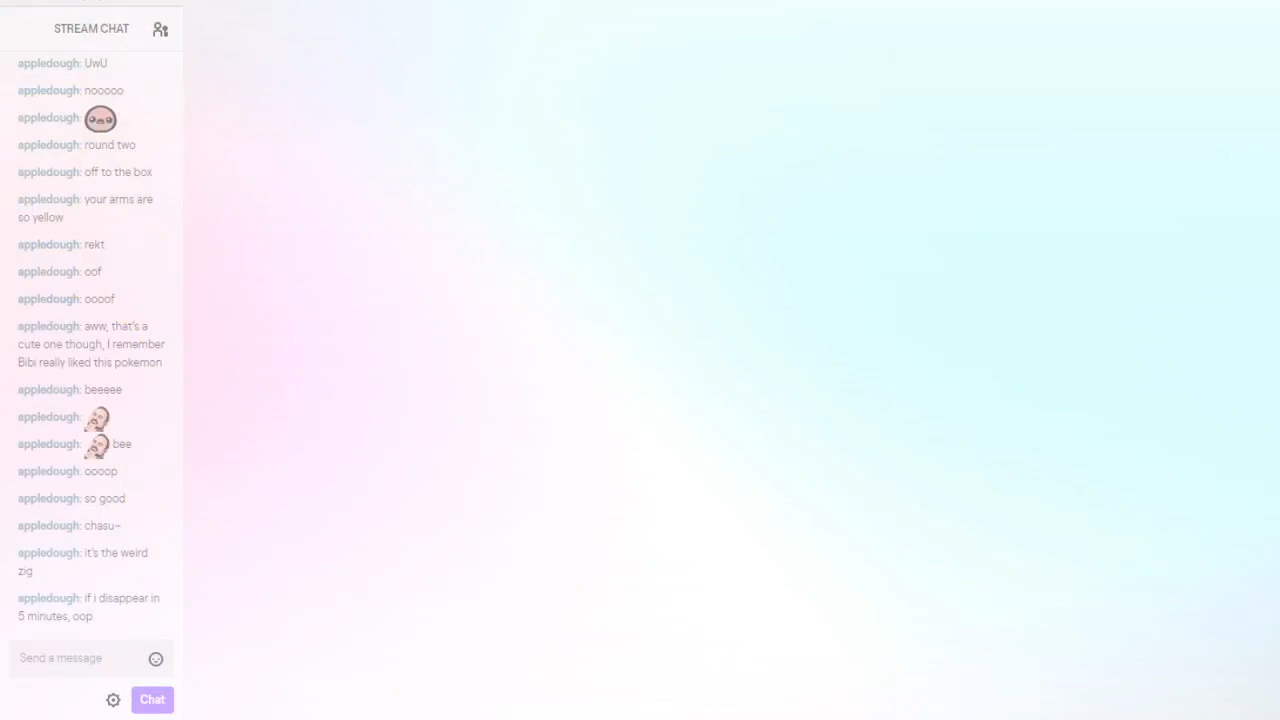 STREAM CHAT
appledough: UwU
appledough: nooooo
appledough:
appledough: round two
appledough: off to the box
appledough: your arms are
so yellow
appledough: rekt
appledough: oof
appledough: oooof
appledough: aww, that's a
cute one though, I remember
Bibi really liked this pokemon
appledough: beeeee
appledough:
appledough: bee
appledough: oooop
appledough: so good
appledough: chasu~
appledough: it's the weird
zig
appledough: if i disappear in
5 minutes, oop
Send a message
Chat